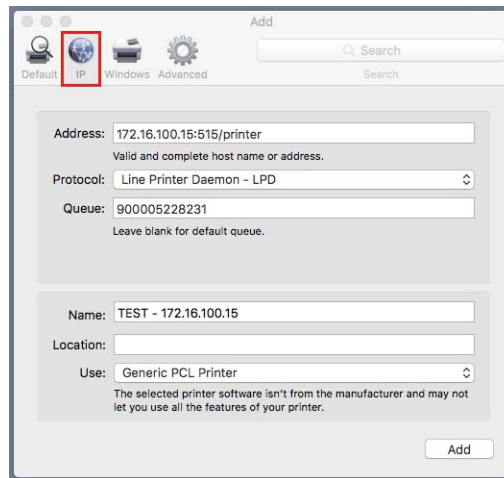 Add
Search
Default IP Windows Advanced Search
Address: 172.16.100.15:515/printer
Valid and complete host name or address.
Protocol: Line Printer Daemon - LPD
Queue: 900005228231
Leave blank for default queue.
Name: TEST - 172.16.100.15
Location:
Use: Generic PCL Printer
The selected printer software isn't from the manufacturer and may not
let you use all the features of your printer.
Add